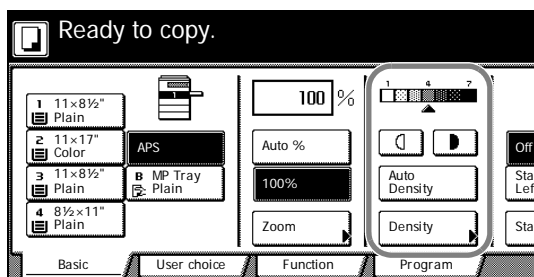 Ready to copy.
1 11×8½"
Plain
2 11×17"
Color
3 11×8½"
Plain
4 8½×11"
Plain
1
APS
B MP Tray
Plain
100 %
Auto %
100%
Zoom
1 4 7
Auto
Density
Density
Off
Sta
Left
Sta
Basic
User choice
Function
Program